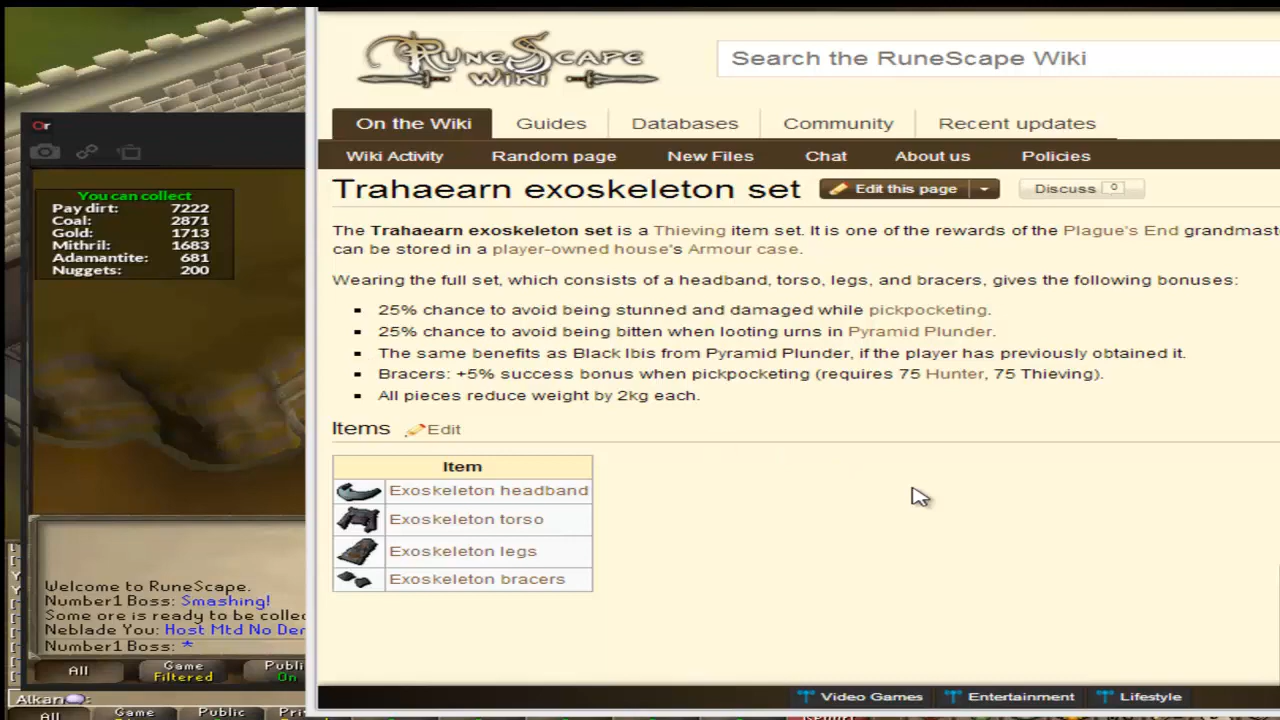 RUNESCAPE
WIKI
Search the RuneScape Wiki
On the Wiki
Guides
Databases
Community
Recent updates
Wiki Activity
Random page
New Files
Chat
About us
Policies
Trahaearn exoskeleton set
Edit this page
Discuss 0
The Trahaearn exoskeleton set is a Thieving item set. It is one of the rewards of the Plague's End grandmast
can be stored in a player-owned house's Armour case.
Wearing the full set, which consists of a headband, torso, legs, and bracers, gives the following bonuses:
25% chance to avoid being stunned and damaged while pickpocketing.
25% chance to avoid being bitten when looting urns in Pyramid Plunder.
The same benefits as Black Ibis from Pyramid Plunder, if the player has previously obtained it.
Bracers: +5% success bonus when pickpocketing (requires 75 Hunter, 75 Thieving).
All pieces reduce weight by 2kg each.
Items Edit
Item
Exoskeleton headband
Exoskeleton torso
Exoskeleton legs
Exoskeleton bracers
Video Games
Entertainment
Lifestyle
Or
You can collect
Pay dirt: 7222
Coal: 2871
Gold: 1713
Mithril: 1683
Adamantite: 681
Nuggets: 200
Welcome to RuneScape.
Number1 Boss: Smashing!
Some ore is ready to be collec
Neblade You: Host Mtd No Der
Number1 Boss: *
All
Game
Filtered
Publi
On
Alkan
All
Game
Public
Pri